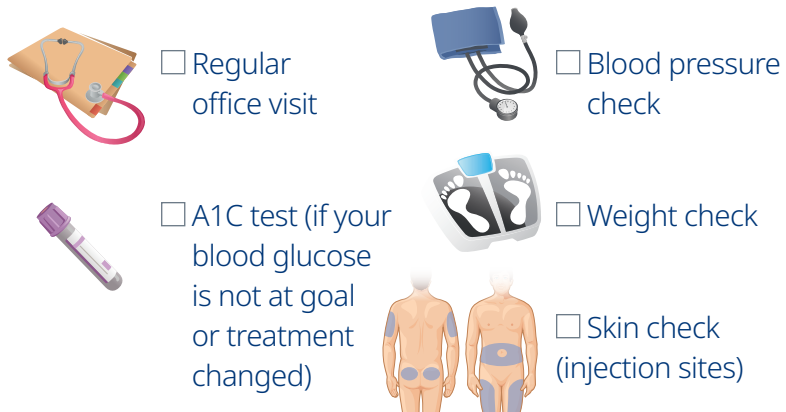 ☐ Regular
office visit
☐ A1C test (if your
blood glucose
is not at goal
or treatment
changed)
☐ Blood pressure
check
☐ Weight check
☐ Skin check
(injection sites)